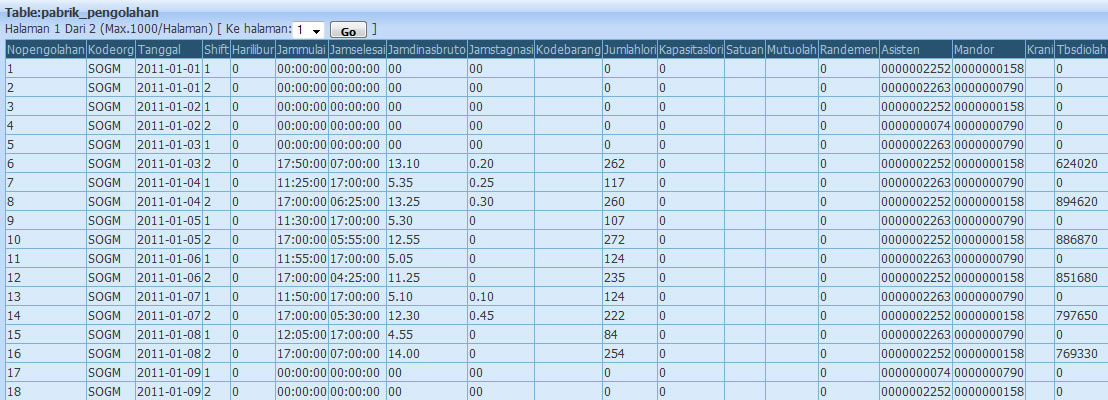 Table:pabrik_pengolahan
Halaman 1 Dari 2 (Max.1000/Halaman) [ Ke halaman: 1 Go ]
Nopengolahan Kodeorg Tanggal Shift Harilibur Jammulai Jamselesai Jamdinasbruto Jamstagnasi Kodebarang Jumlahlori Kapasitaslori Satuan Mutuolah Randemen Asisten Mandor Krani Tbsdiolah
1 SOGM 2011-01-01 1 0 00:00:00 00:00:00 00 00 0 0 0 0000002252 0000000158 0
2 SOGM 2011-01-01 2 0 00:00:00 00:00:00 00 00 0 0 0 0000002263 0000000790 0
3 SOGM 2011-01-02 1 0 00:00:00 00:00:00 00 00 0 0 0 0000002252 0000000158 0
4 SOGM 2011-01-02 2 0 00:00:00 00:00:00 00 00 0 0 0 0000000074 0000000790 0
5 SOGM 2011-01-03 1 0 00:00:00 00:00:00 00 00 0 0 0 0000002263 0000000790 0
6 SOGM 2011-01-03 2 0 17:50:00 07:00:00 13.10 0.20 262 0 0 0000002252 0000000158 624020
7 SOGM 2011-01-04 1 0 11:25:00 17:00:00 5.35 0.25 117 0 0 0000002263 0000000790 0
8 SOGM 2011-01-04 2 0 17:00:00 06:25:00 13.25 0.30 260 0 0 0000002252 0000000158 894620
9 SOGM 2011-01-05 1 0 11:30:00 17:00:00 5.30 0 107 0 0 0000002263 0000000790 0
10 SOGM 2011-01-05 2 0 17:00:00 05:55:00 12.55 0 272 0 0 0000002252 0000000158 886870
11 SOGM 2011-01-06 1 0 11:55:00 17:00:00 5.05 0 124 0 0 0000002263 0000000790 0
12 SOGM 2011-01-06 2 0 17:00:00 04:25:00 11.25 0 235 0 0 0000002252 0000000158 851680
13 SOGM 2011-01-07 1 0 11:50:00 17:00:00 5.10 0.10 124 0 0 0000002263 0000000790 0
14 SOGM 2011-01-07 2 0 17:00:00 05:30:00 12.30 0.45 222 0 0 0000002252 0000000158 797650
15 SOGM 2011-01-08 1 0 12:05:00 17:00:00 4.55 0 84 0 0 0000002263 0000000790 0
16 SOGM 2011-01-08 2 0 17:00:00 07:00:00 14.00 0 254 0 0 0000002252 0000000158 769330
17 SOGM 2011-01-09 1 0 00:00:00 00:00:00 00 00 0 0 0 0000000074 0000000790 0
18 SOGM 2011-01-09 2 0 00:00:00 00:00:00 00 00 0 0 0 0000002252 0000000158 0